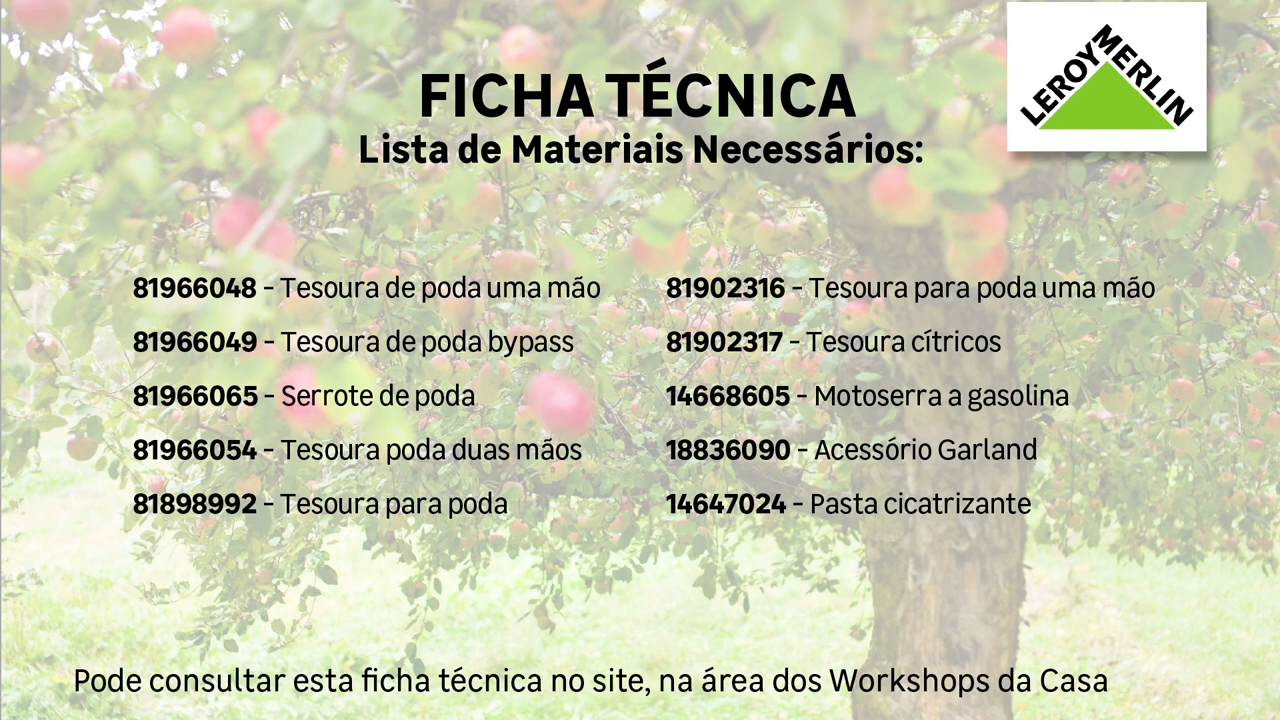 FICHA TÉCNICA
LEROY MERLIN
Lista de Materiais Necessários:
81966048 - Tesoura de poda uma mão
81966049 - Tesoura de poda bypass
81966065 - Serrote de poda
81966054 - Tesoura poda duas mãos
81898992 - Tesoura para poda
81902316 - Tesoura para poda uma mão
81902317 - Tesoura cítricos
14668605 - Motoserra a gasolina
18836090 - Acessório Garland
14647024 - Pasta cicatrizante
Pode consultar esta ficha técnica no site, na área dos Workshops da Casa